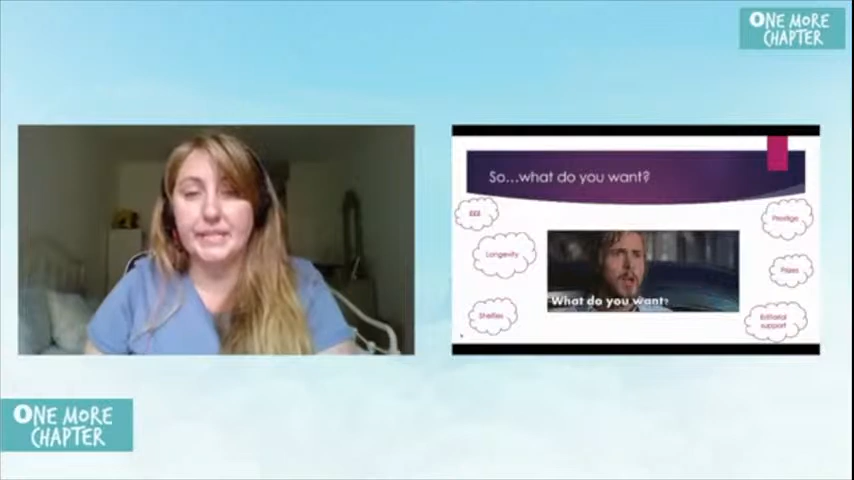 ONE MORE
CHAPTER
So...what do you want?
£££
Prestige
Longevity
Prizes
What do you want?
Shelfies
Editorial
support
ONE MORE
CHAPTER